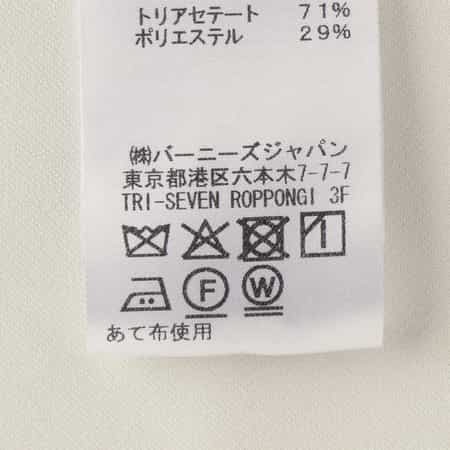 トリアセテート 71%
ポリエステル 29%
㈱バーニーズジャパン
東京都港区六本木7-7-7
TRI-SEVEN ROPPONGI 3F
F W
あて布使用